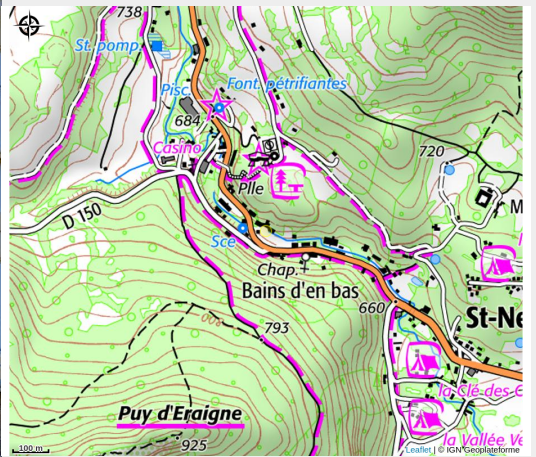 738
St. pomp.
Pisc.
Font. pétrifiantes
684
Casino
720
Plle
D 150
M
Sce
Chap.
Bains d'en bas
660
St-Ne
793
la Clé des C
Puy d'Eraigne
925
la Vallée Ve
100 m
Leaflet | © IGN-Geoplateforme